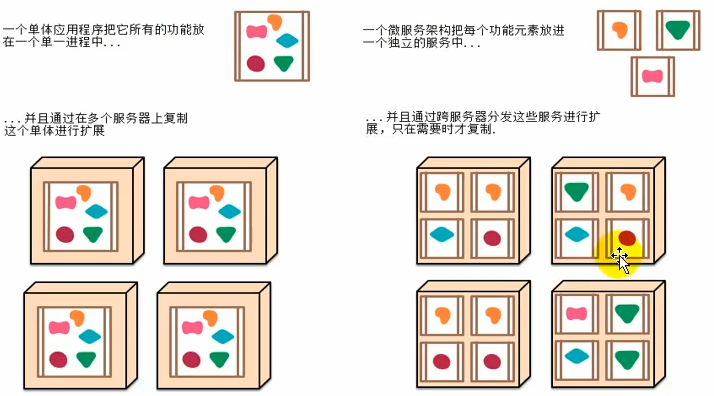 一个单体应用程序把它所有的功能放
在一个单一进程中...
...并且通过在多个服务器上复制
这个单体进行扩展
一个微服务架构把每个功能元素放进
一个独立的服务中...
...并且通过跨服务器分发这些服务进行扩
展，只在需要时才复制.